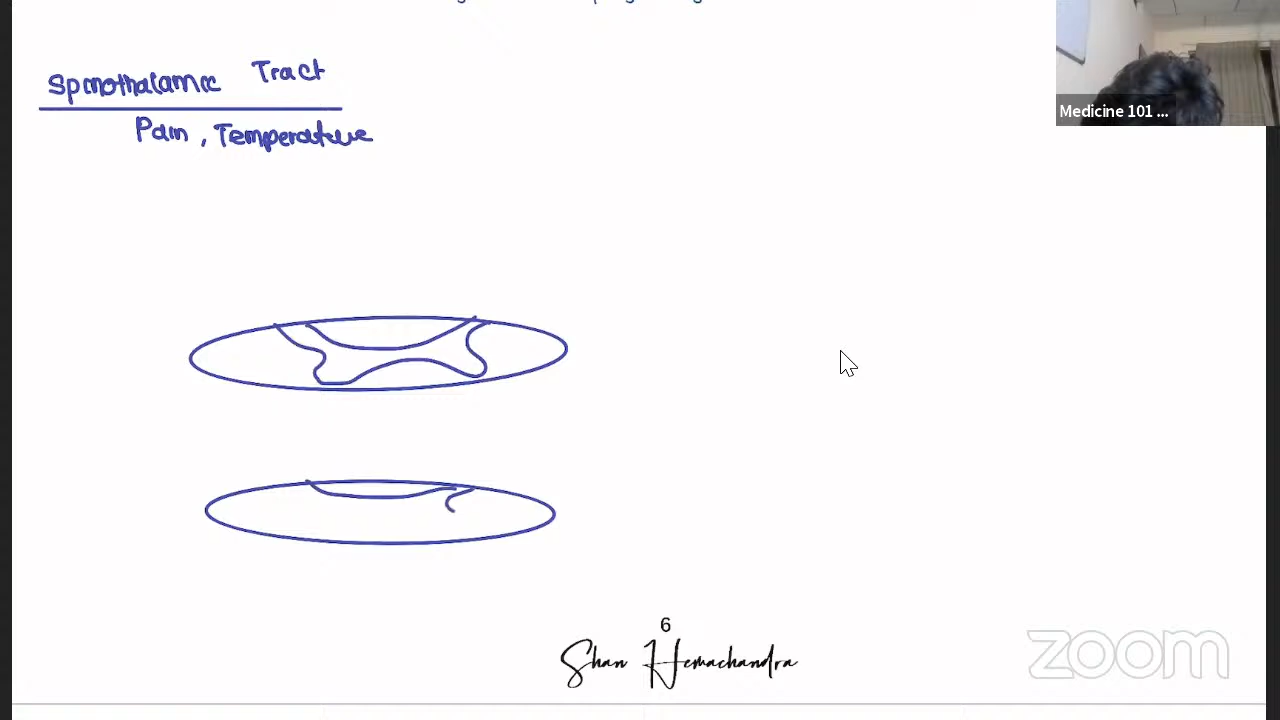 Spinothalamic Tract
Pain, Temperature
Medicine 101 ...
6
Shan Hemachandra
zoom